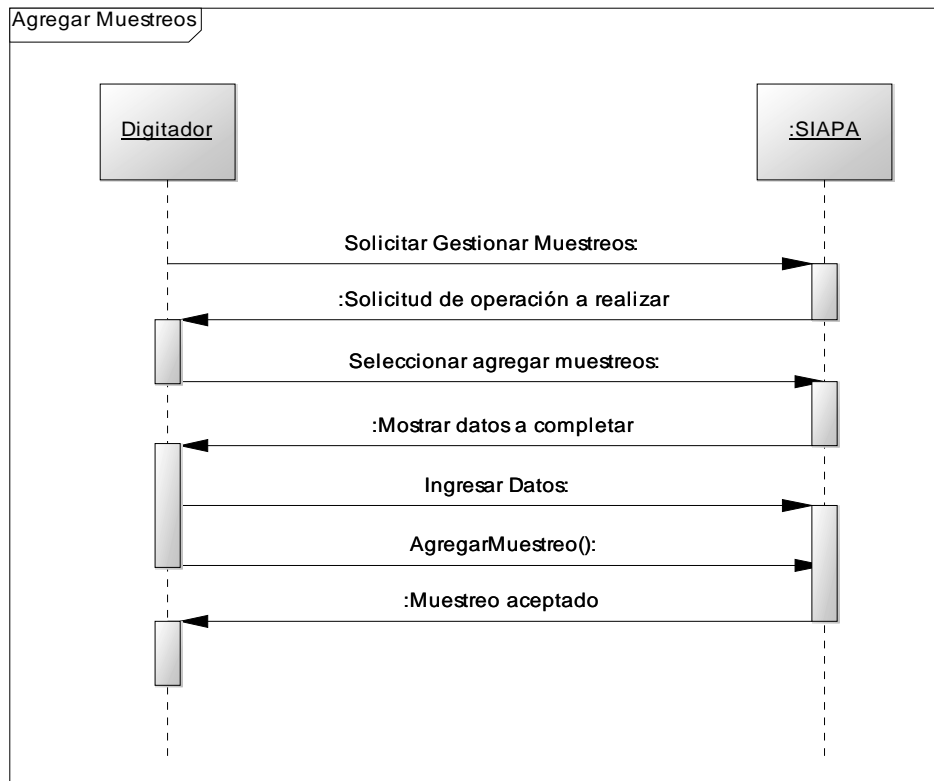 Agregar Muestreos
Digitador
:SIAPA
Solicitar Gestionar Muestreos:
:Solicitud de operación a realizar
Seleccionar agregar muestreos:
:Mostrar datos a completar
Ingresar Datos:
AgregarMuestreo():
:Muestreo aceptado